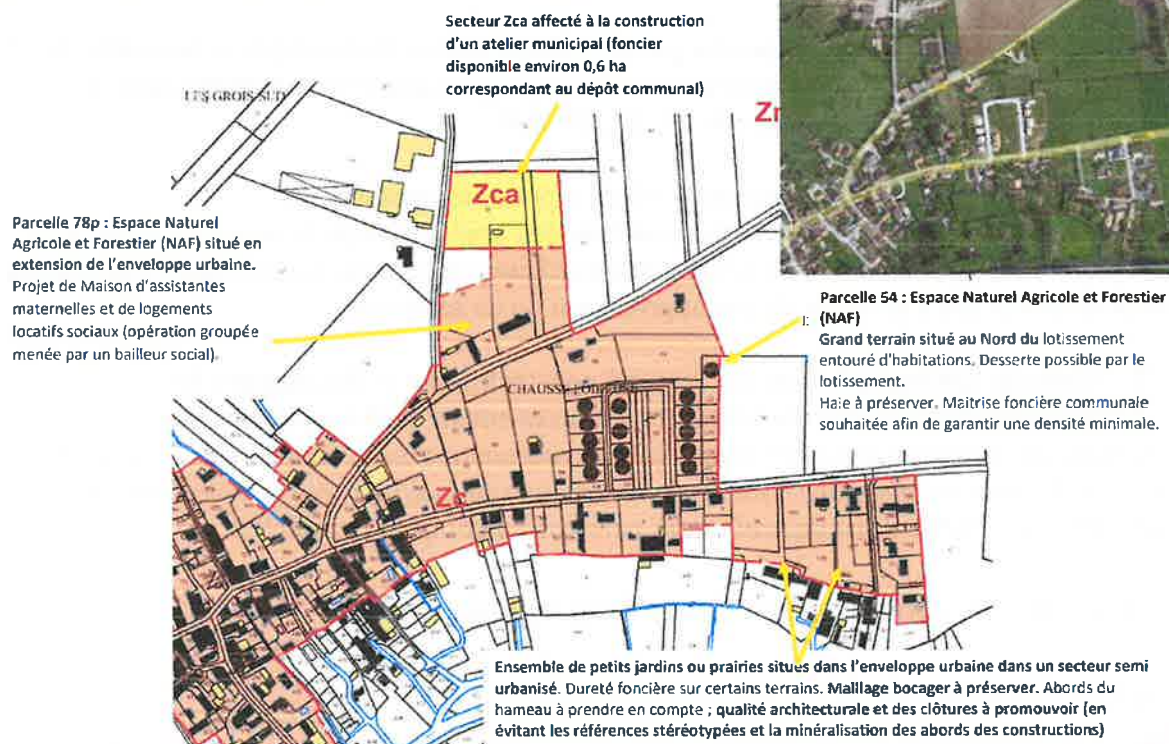 Secteur Zca affecté à la construction
d'un atelier municipal (foncier
disponible environ 0,6 ha
correspondant au dépôt communal)
LES GROIS SUD
Zca
Parcelle 78p : Espace Naturel
Agricole et Forestier (NAF) situé en
extension de l'enveloppe urbaine.
Projet de Maison d'assistantes
maternelles et de logements
locatifs sociaux (opération groupée
menée par un bailleur social).
Parcelle 54 : Espace Naturel Agricole et Forestier
(NAF)
Grand terrain situé au Nord du lotissement
entouré d'habitations. Desserte possible par le
lotissement.
Haie à préserver. Maitrise foncière communale
souhaitée afin de garantir une densité minimale.
Zc
Ensemble de petits jardins ou prairies situés dans l'enveloppe urbaine dans un secteur semi
urbanisé. Dureté foncière sur certains terrains. Maillage bocager à préserver. Abords du
hameau à prendre en compte ; qualité architecturale et des clôtures à promouvoir (en
évitant les références stéréotypées et la minéralisation des abords des constructions)